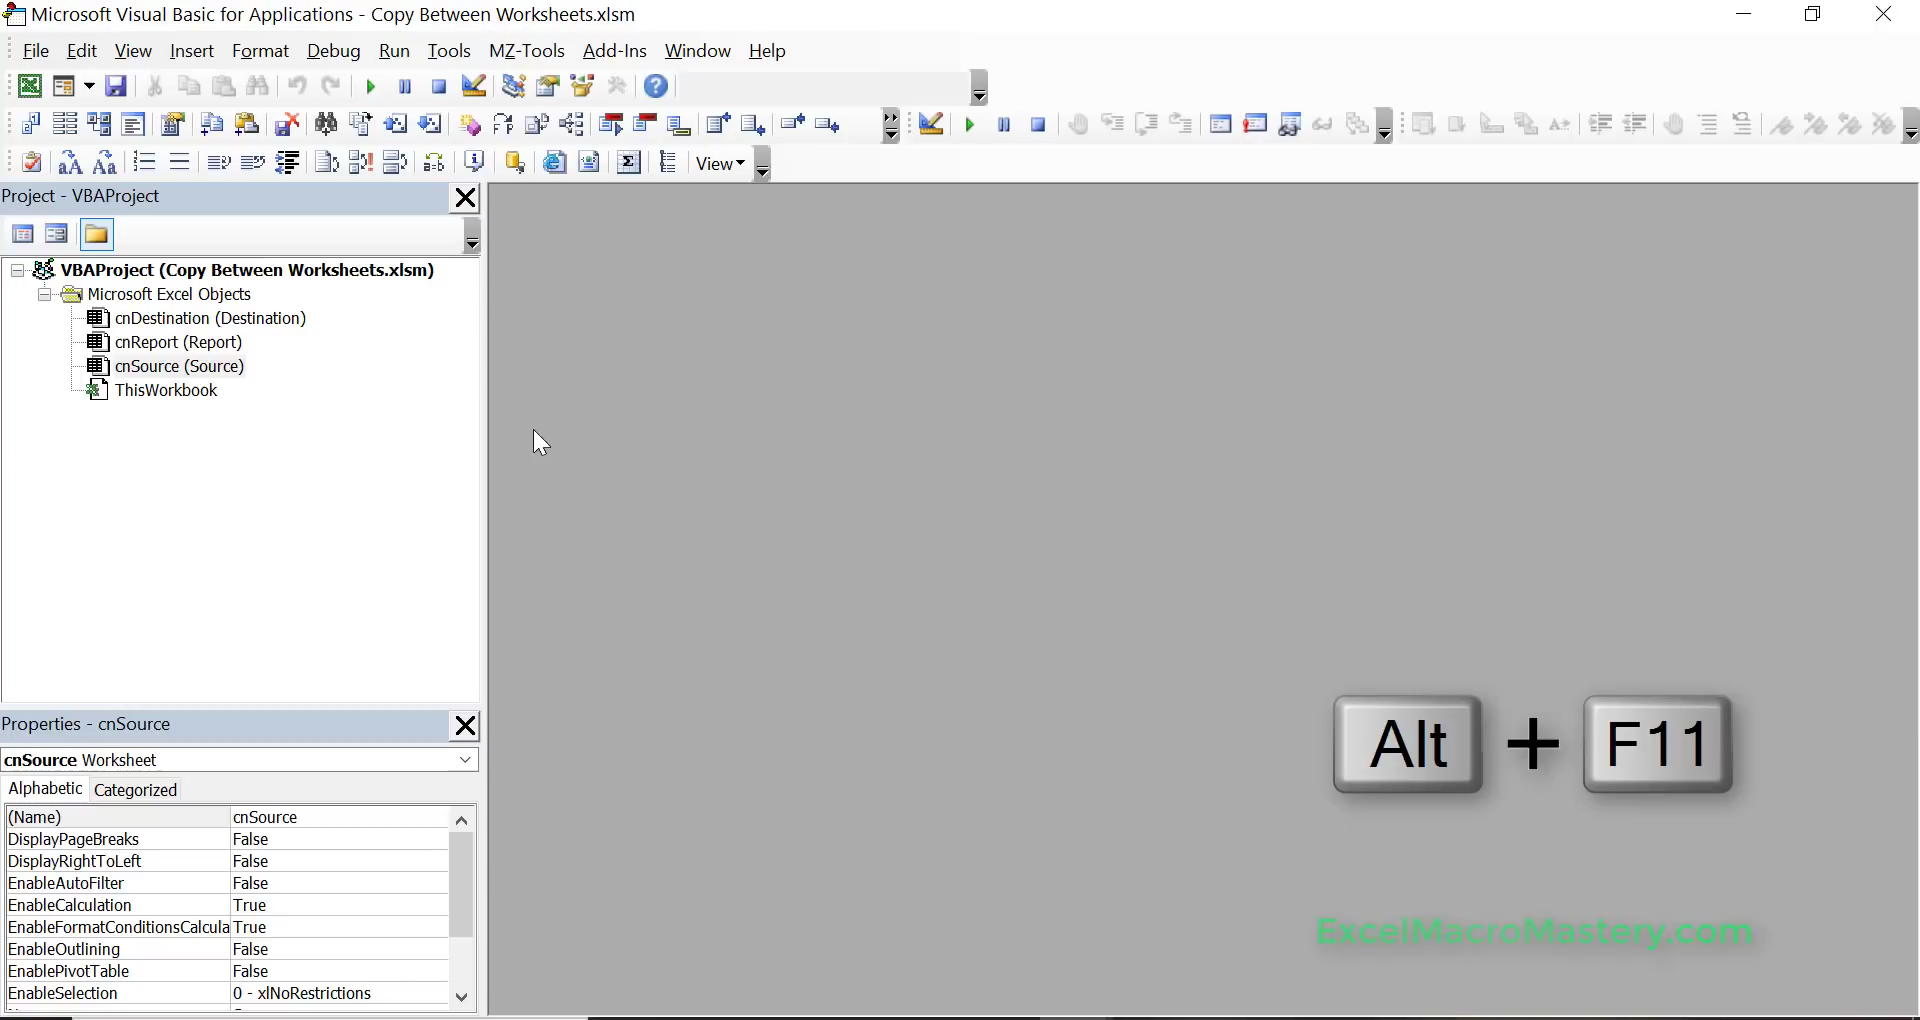 Microsoft Visual Basic for Applications - Copy Between Worksheets.xlsm
File Edit View Insert Format Debug Run Tools MZ-Tools Add-Ins Window Help
View
Project - VBAProject
VBAProject (Copy Between Worksheets.xlsm)
Microsoft Excel Objects
cnDestination (Destination)
cnReport (Report)
cnSource (Source)
ThisWorkbook
Properties - cnSource
cnSource Worksheet
Alphabetic Categorized
(Name) cnSource
DisplayPageBreaks False
DisplayRightToLeft False
EnableAutoFilter False
EnableCalculation True
EnableFormatConditionsCalcula True
EnableOutlining False
EnablePivotTable False
EnableSelection 0 - xlNoRestrictions
Alt + F11
ExcelMacroMastery.com